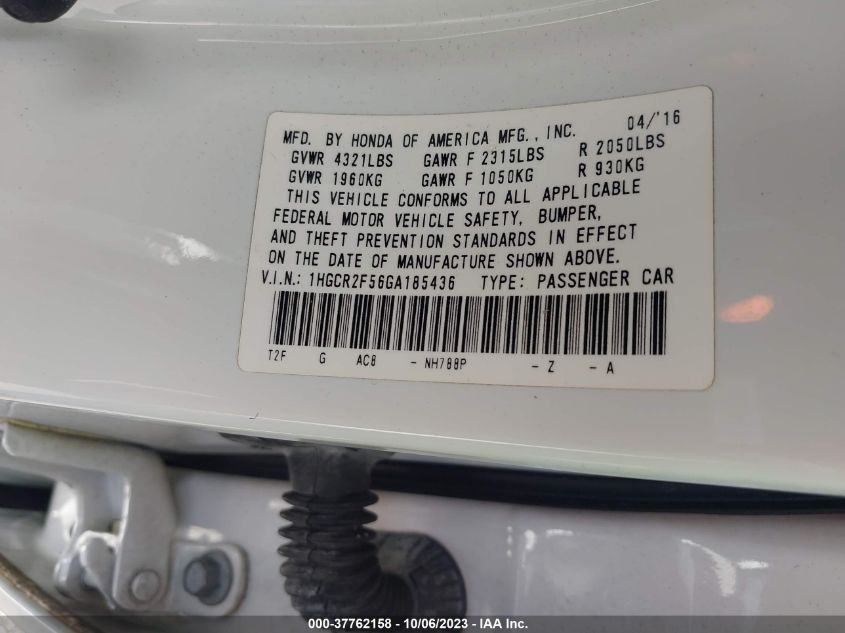 MFD. BY HONDA OF AMERICA MFG., INC. 04/'16
GVWR 4321LBS GAWR F 2315LBS R 2050LBS
GVWR 1960KG GAWR F 1050KG R 930KG
THIS VEHICLE CONFORMS TO ALL APPLICABLE
FEDERAL MOTOR VEHICLE SAFETY, BUMPER,
AND THEFT PREVENTION STANDARDS IN EFFECT
ON THE DATE OF MANUFACTURE SHOWN ABOVE.
V.I.N.: 1HGCR2F56GA185436 TYPE: PASSENGER CAR
T2F G AC8 - NH788P - Z - A
000-37762158 - 10/06/2023 - IAA Inc.